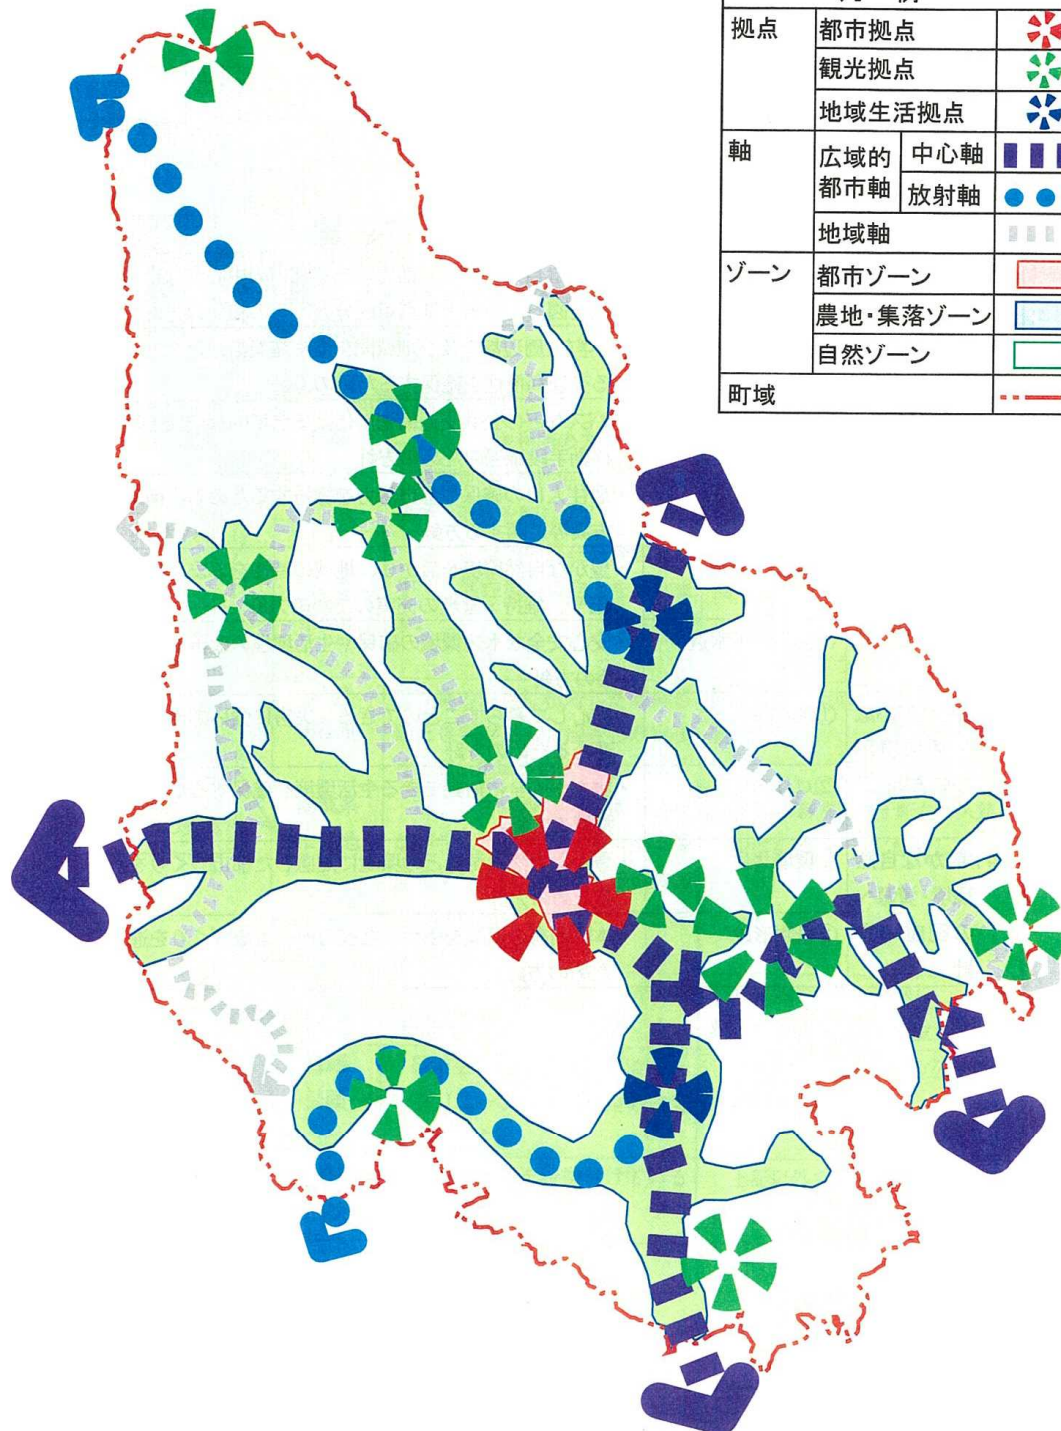 例
拠点 都市拠点
観光拠点
地域生活拠点
軸 広域的都市軸 中心軸
放射軸
地域軸
ゾーン 都市ゾーン
農地・集落ゾーン
自然ゾーン
町域